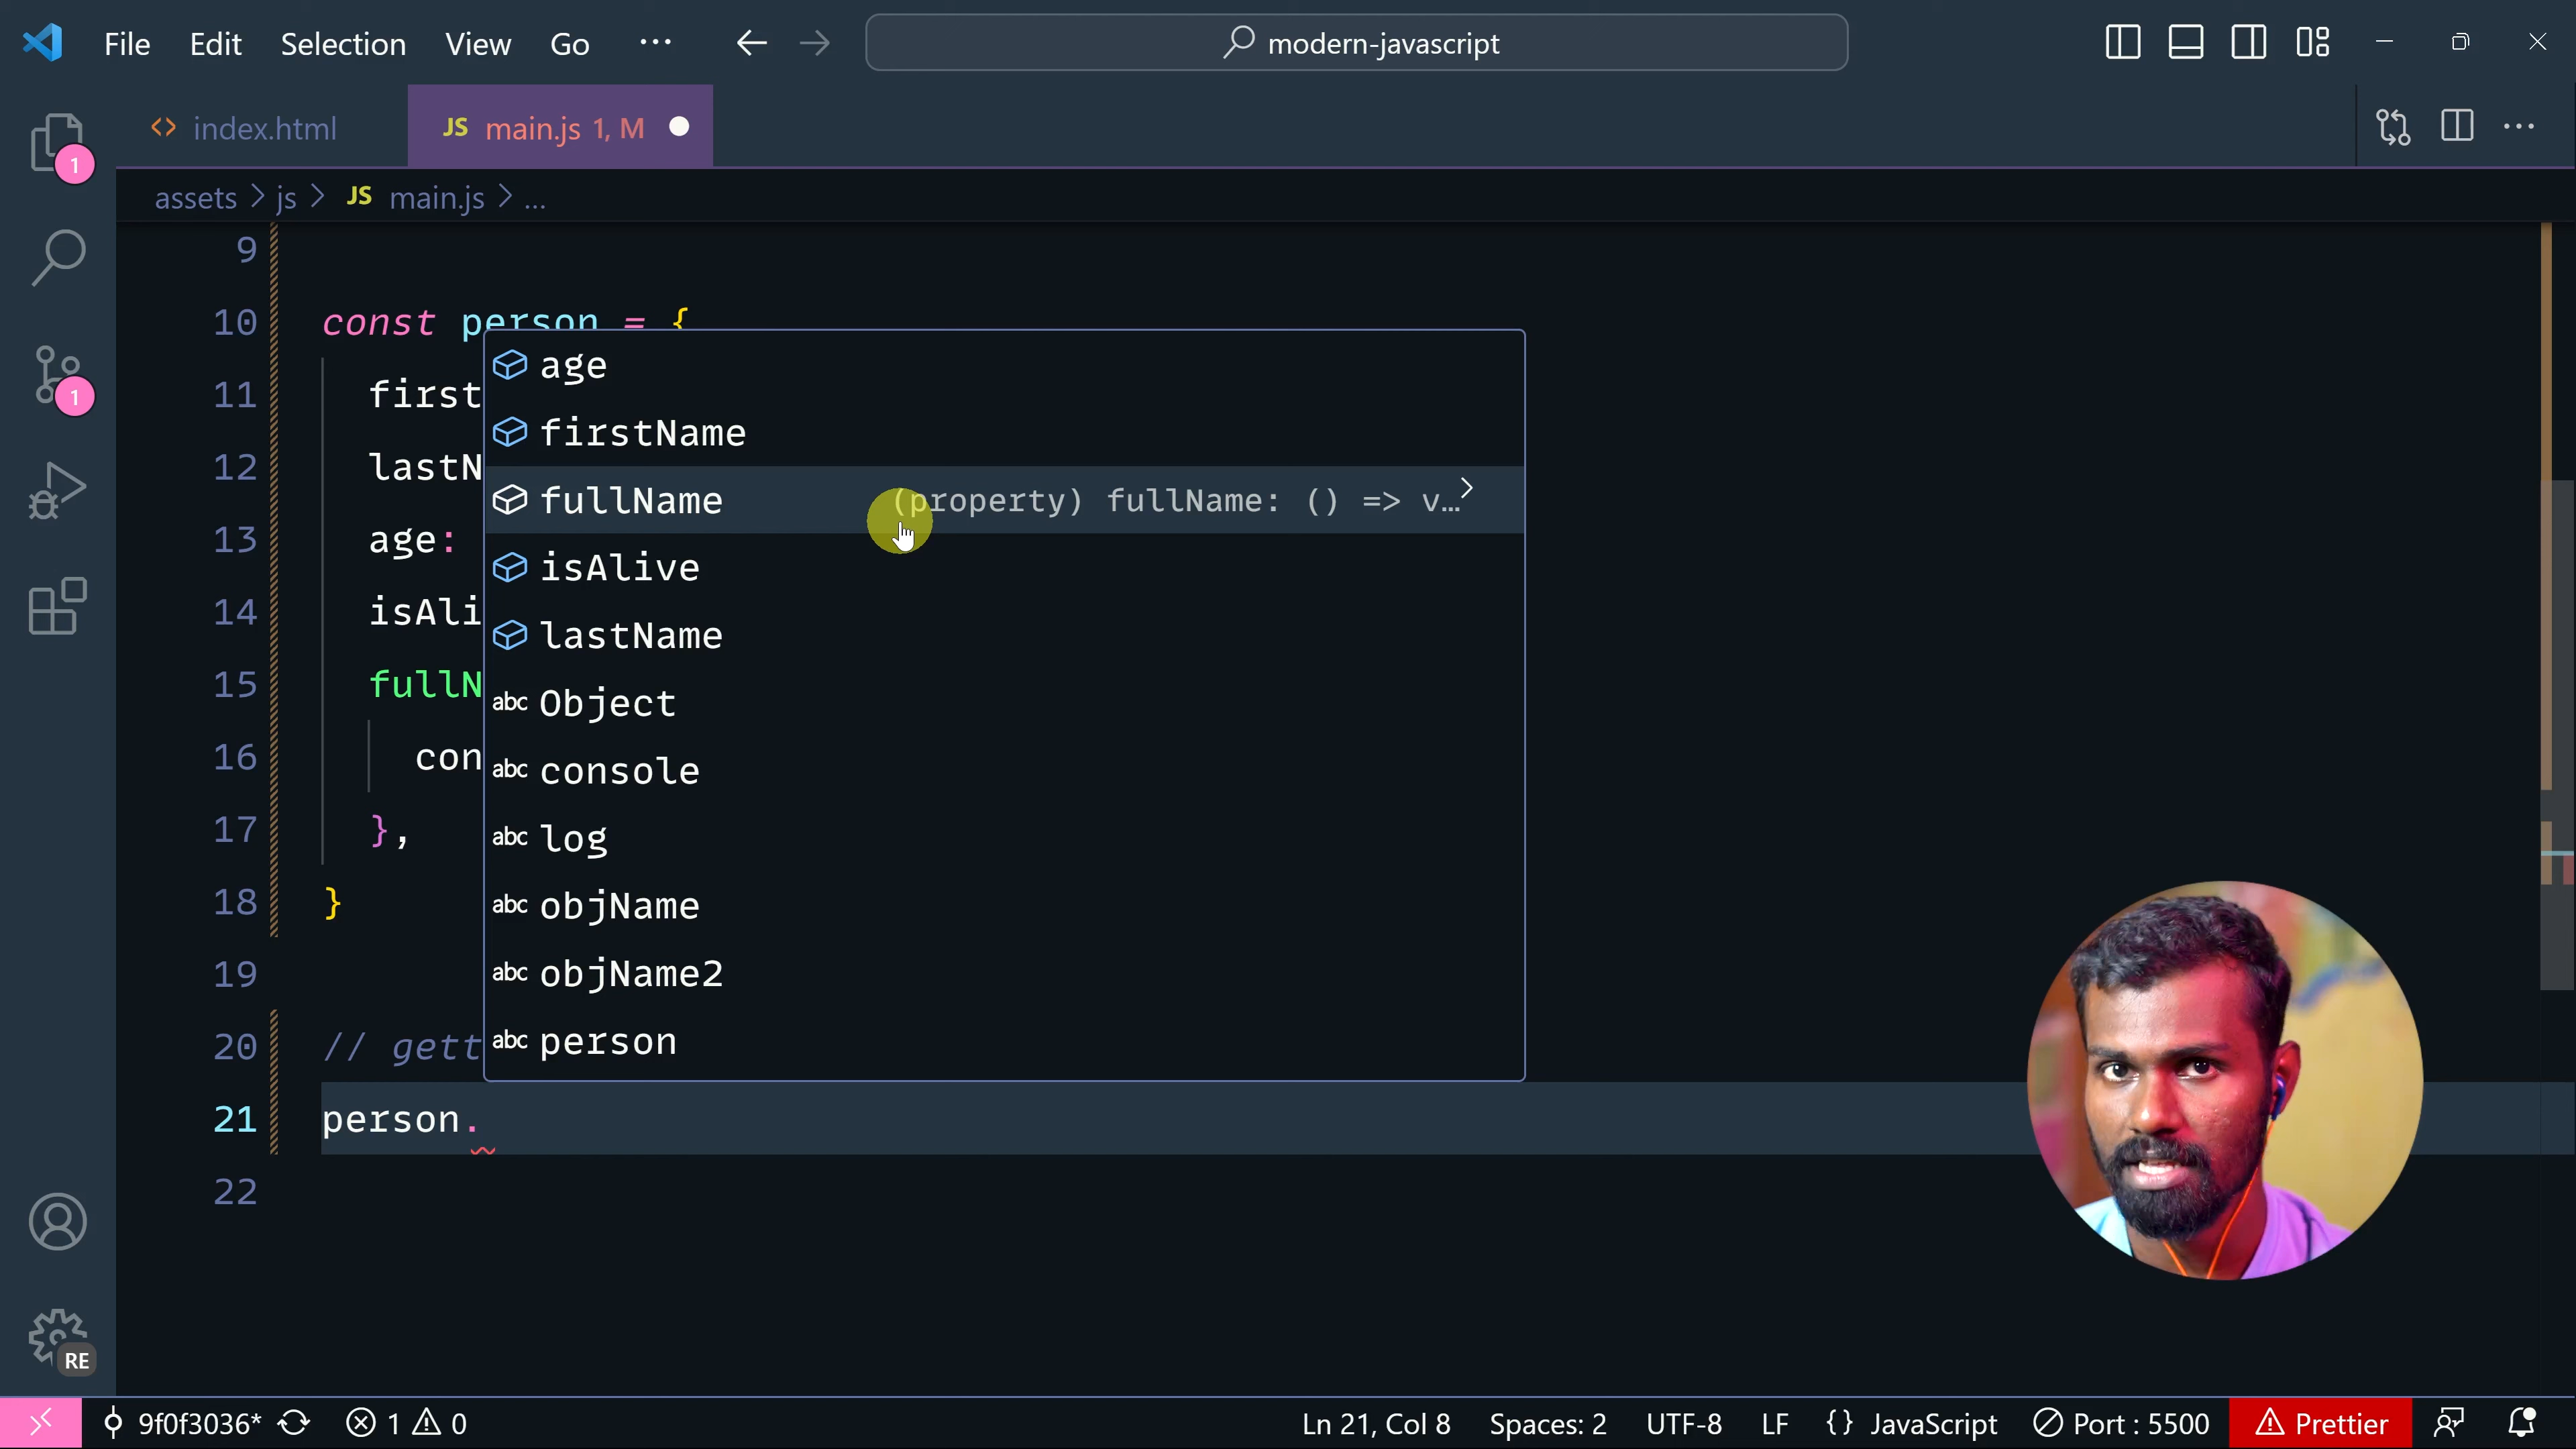 File Edit Selection View Go ... modern-javascript
index.html JS main.js 1, M
assets > js > JS main.js > ...
9
10 const person = {
11 first
12 lastN
13 age:
14 isAli
15 fullN
16 con
17 },
18 }
19
20 // gett
21 person.
22
age
firstName
fullName (property) fullName: () => v…
isAlive
lastName
abc Object
abc console
abc log
abc objName
abc objName2
abc person
1
1
RE
9f0f3036* 1 0 Ln 21, Col 8 Spaces: 2 UTF-8 LF {} JavaScript Port : 5500 Prettier